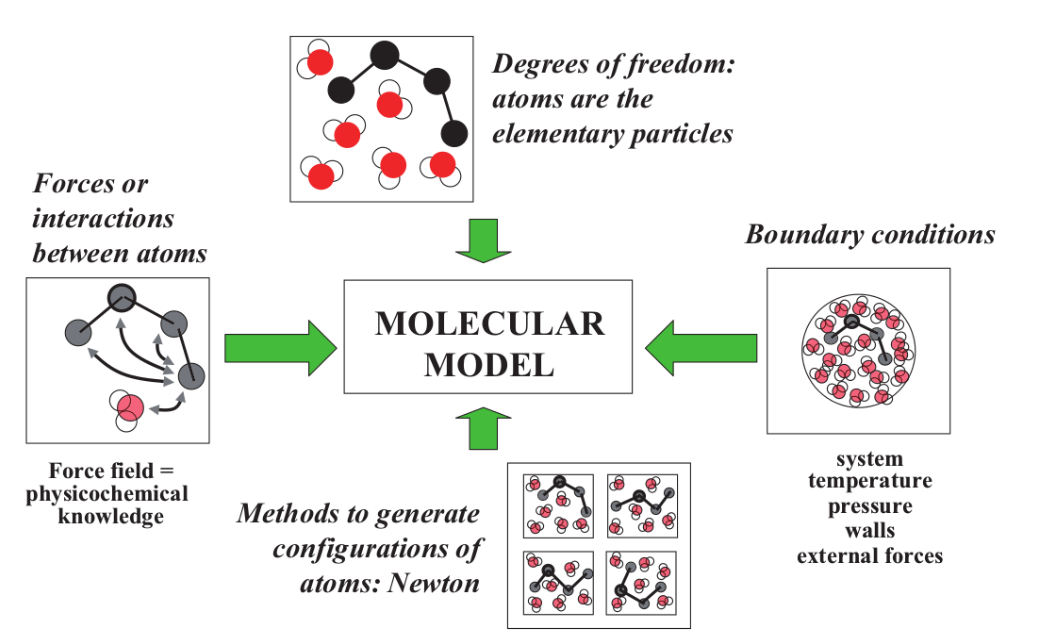 Degrees of freedom:
atoms are the
elementary particles
Forces or
interactions
between atoms
Boundary conditions
MOLECULAR
MODEL
Force field =
physicochemical
knowledge
system
temperature
pressure
walls
external forces
Methods to generate
configurations of
atoms: Newton